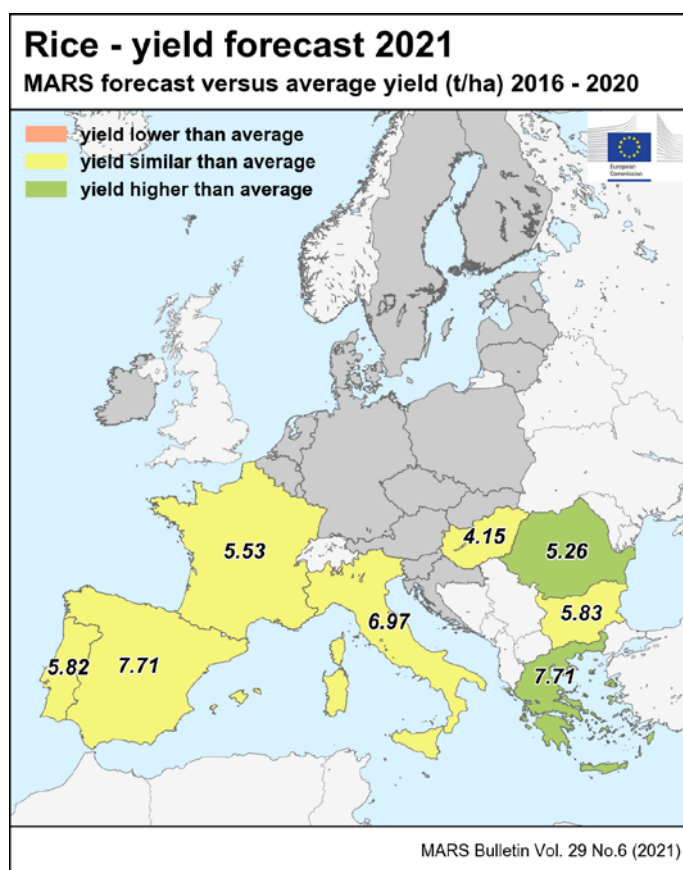 Rice - yield forecast 2021
MARS forecast versus average yield (t/ha) 2016 - 2020
yield lower than average
yield similar than average
yield higher than average
European
Commission
4.15
5.53
5.26
6.97
5.83
5.82
7.71
7.71
MARS Bulletin Vol. 29 No.6 (2021)